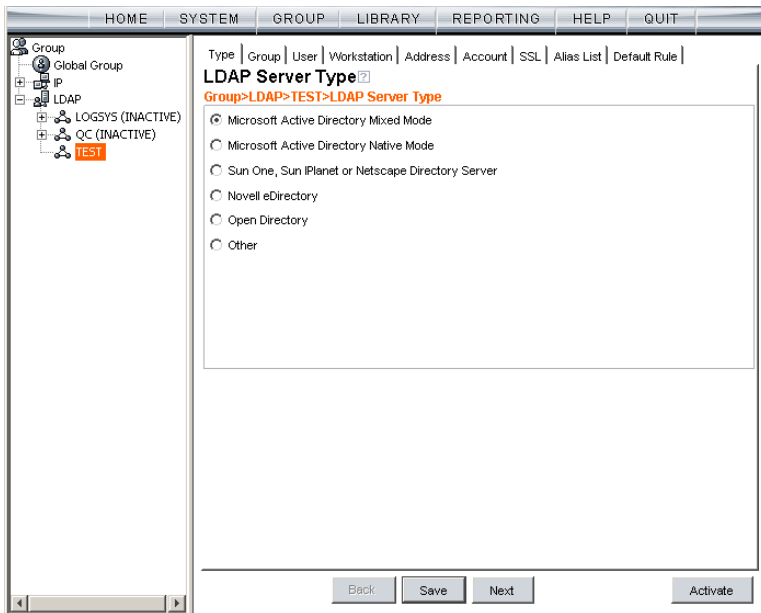 HOME SYSTEM GROUP LIBRARY REPORTING HELP QUIT
Group
Global Group
IP
LDAP
LOGSYS (INACTIVE)
QC (INACTIVE)
TEST
Type Group User Workstation Address Account SSL Alias List Default Rule
LDAP Server Type?
Group>LDAP>TEST>LDAP Server Type
Microsoft Active Directory Mixed Mode
Microsoft Active Directory Native Mode
Sun One, Sun IPlanet or Netscape Directory Server
Novell eDirectory
Open Directory
Other
Back Save Next Activate